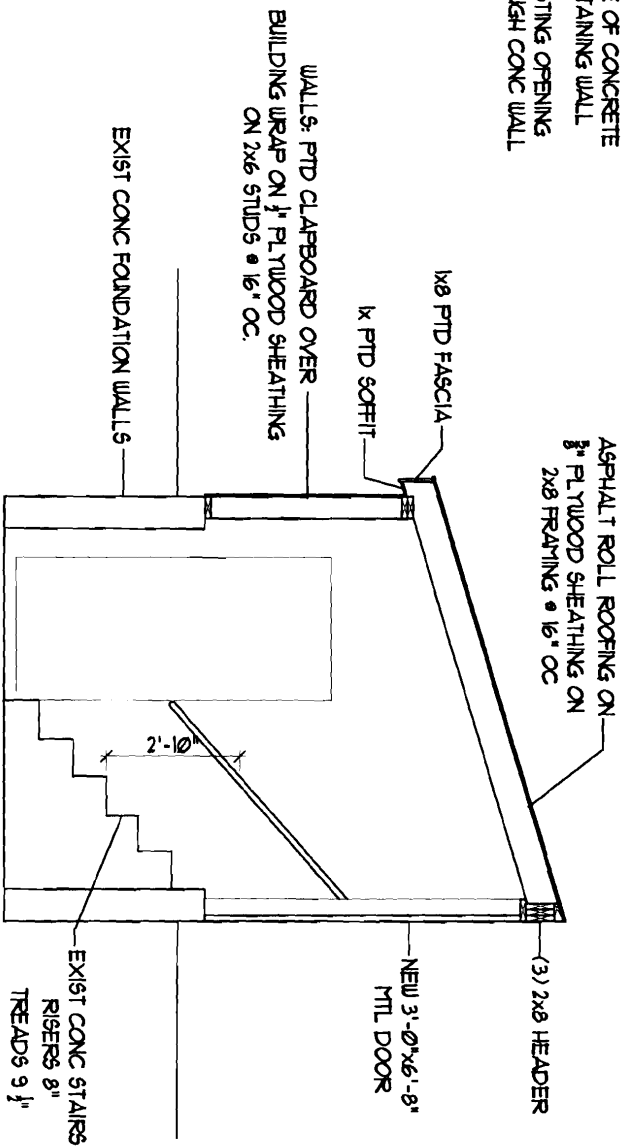 E OF CONCRETE
TAINING WALL
TING OPENING
UGH CONC WALL
ASPHALT ROLL ROOFING ON
5/8" PLYWOOD SHEATHING ON
2x8 FRAMING @ 16" OC
1x8 PTD FASCIA
1x PTD SOFFIT
WALLS: PTD CLAPBOARD OVER
BUILDING WRAP ON 1/2" PLYWOOD SHEATHING
ON 2x6 STUDS @ 16" OC.
EXIST CONC FOUNDATION WALLS
(3) 2x8 HEADER
NEW 3'-0"x6'-8"
MTL DOOR
2'-10"
EXIST CONC STAIRS
RISERS 8"
TREADS 9 1/2"